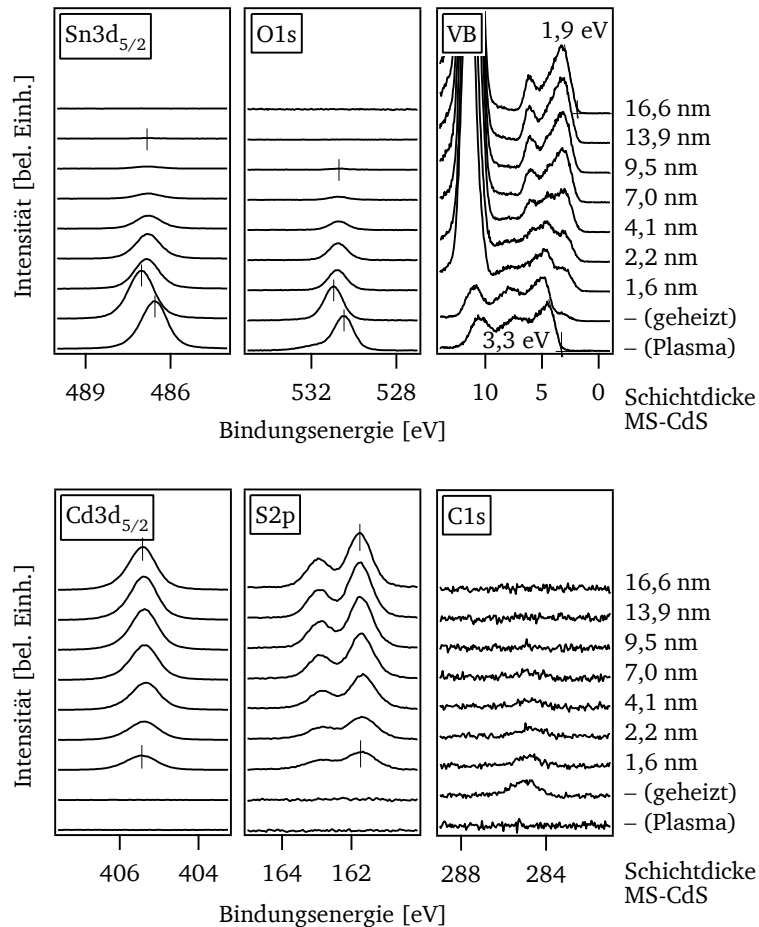 Sn3d5/2
O1s
VB
1,9 eV
3,3 eV
Intensität [bel. Einh.]
16,6 nm
13,9 nm
9,5 nm
7,0 nm
4,1 nm
2,2 nm
1,6 nm
– (geheizt)
– (Plasma)
489 486
532 528
10 5 0
Schichtdicke
MS-CdS
Bindungsenergie [eV]
Cd3d5/2
S2p
C1s
Intensität [bel. Einh.]
16,6 nm
13,9 nm
9,5 nm
7,0 nm
4,1 nm
2,2 nm
1,6 nm
– (geheizt)
– (Plasma)
406 404
164 162
288 284
Schichtdicke
MS-CdS
Bindungsenergie [eV]